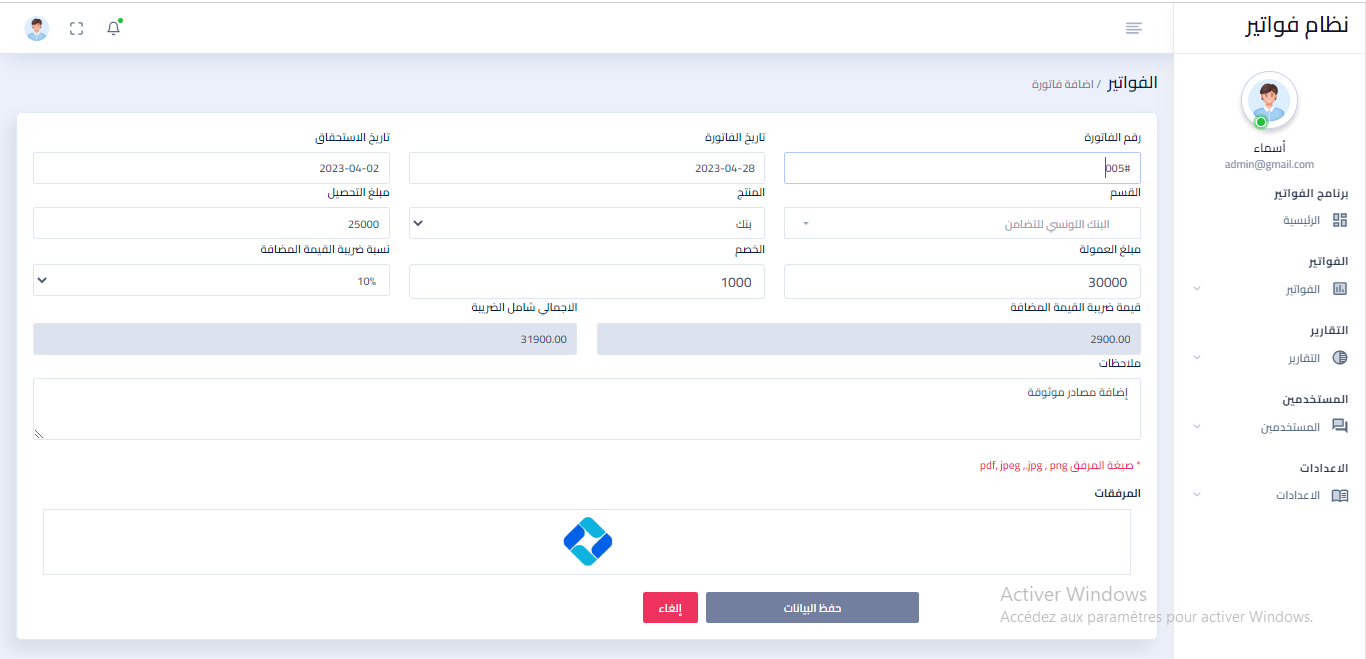 نظام فواتير
أسماء
admin@gmail.com
برنامج الفواتير
الرئيسية
الفواتير
الفواتير
التقارير
التقارير
المستخدمين
المستخدمين
الاعدادات
الاعدادات
الفواتير / اضافة فاتورة
رقم الفاتورة
تاريخ الفاتورة
تاريخ الاستحقاق
005#
2023-04-28
2023-04-02
القسم
المنتج
مبلغ التحصيل
البنك التونسي للتضامن
بنك
25000
مبلغ العمولة
الخصم
نسبة ضريبة القيمة المضافة
30000
1000
10%
قيمة ضريبة القيمة المضافة
الاجمالي شامل الضريبة
2900.00
31900.00
ملاحظات
إضافة مصادر موثوقة
* صيغة المرفق pdf, jpeg ,.jpg , png
المرفقات
حفظ البيانات
إلغاء
Activer Windows
Accédez aux paramètres pour activer Windows.